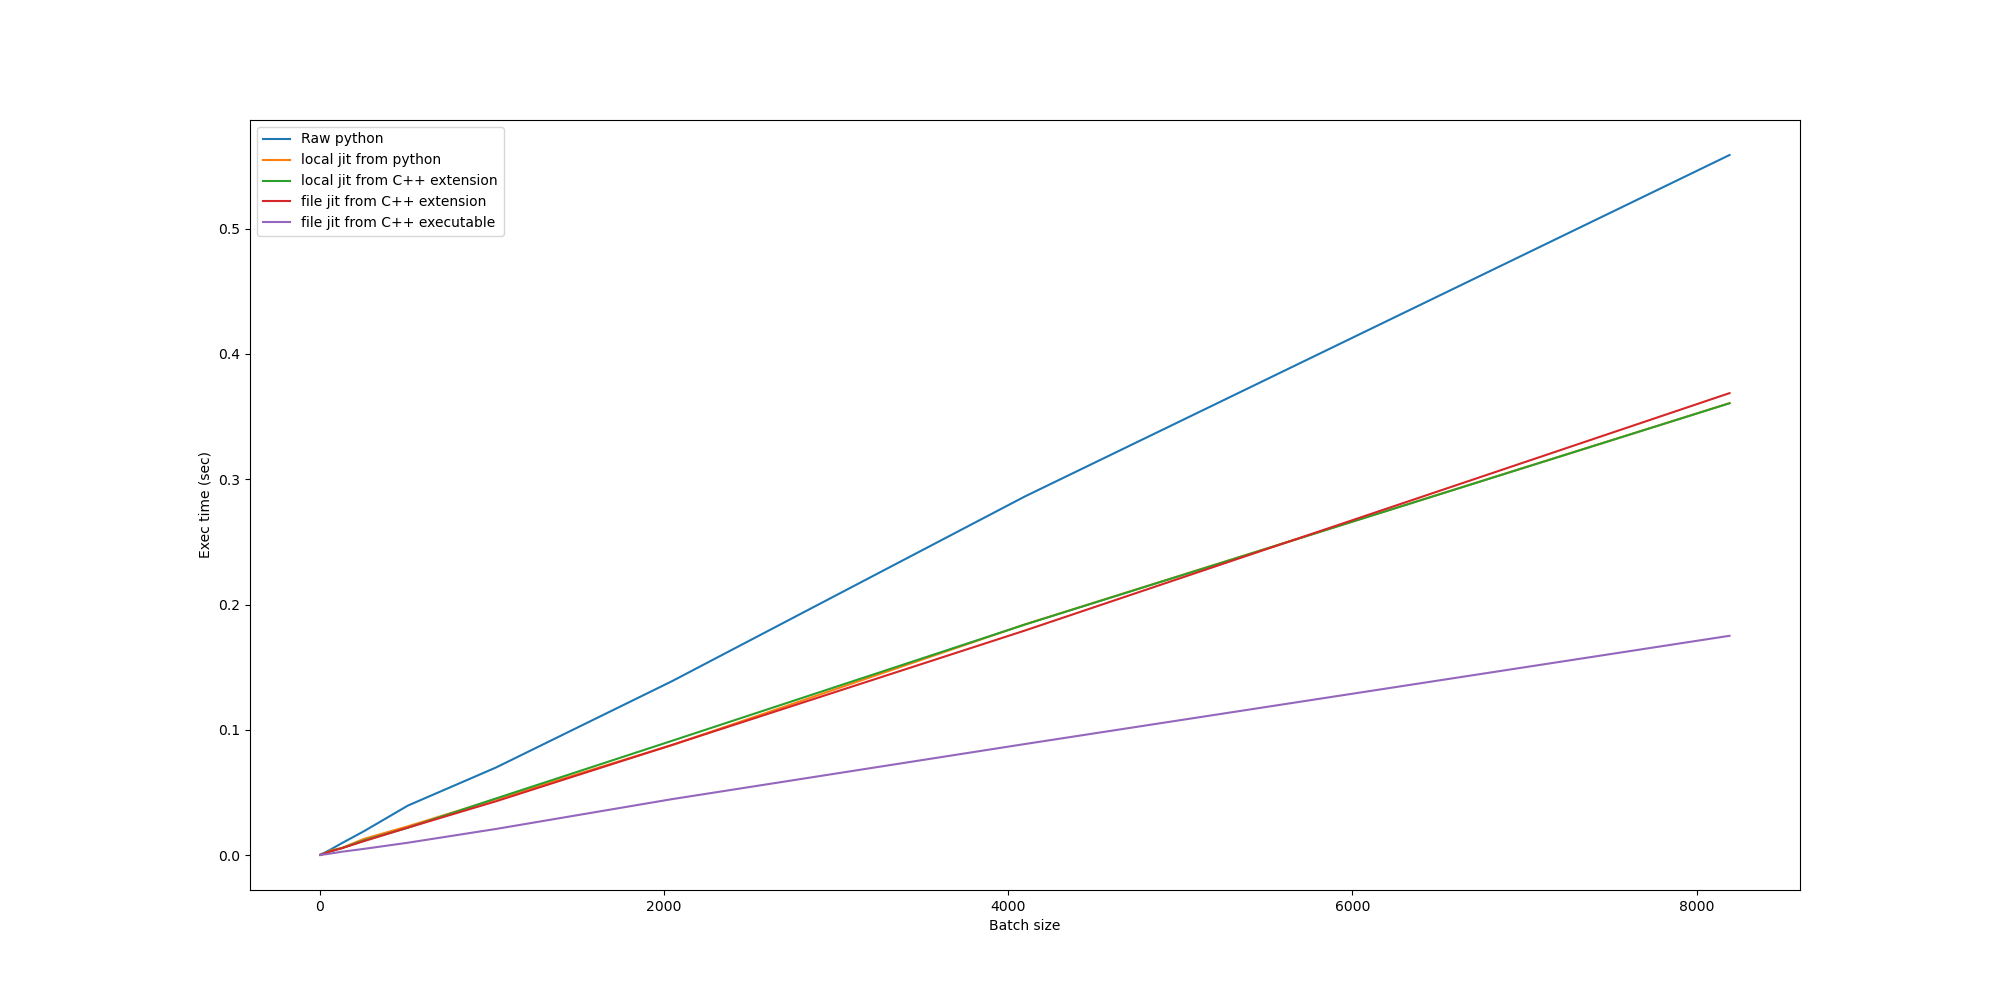 Raw python
local jit from python
local jit from C++ extension
file jit from C++ extension
file jit from C++ executable
Exec time (sec)
0.5
0.4
0.3
0.2
0.1
0.0
0 2000 4000 6000 8000
Batch size